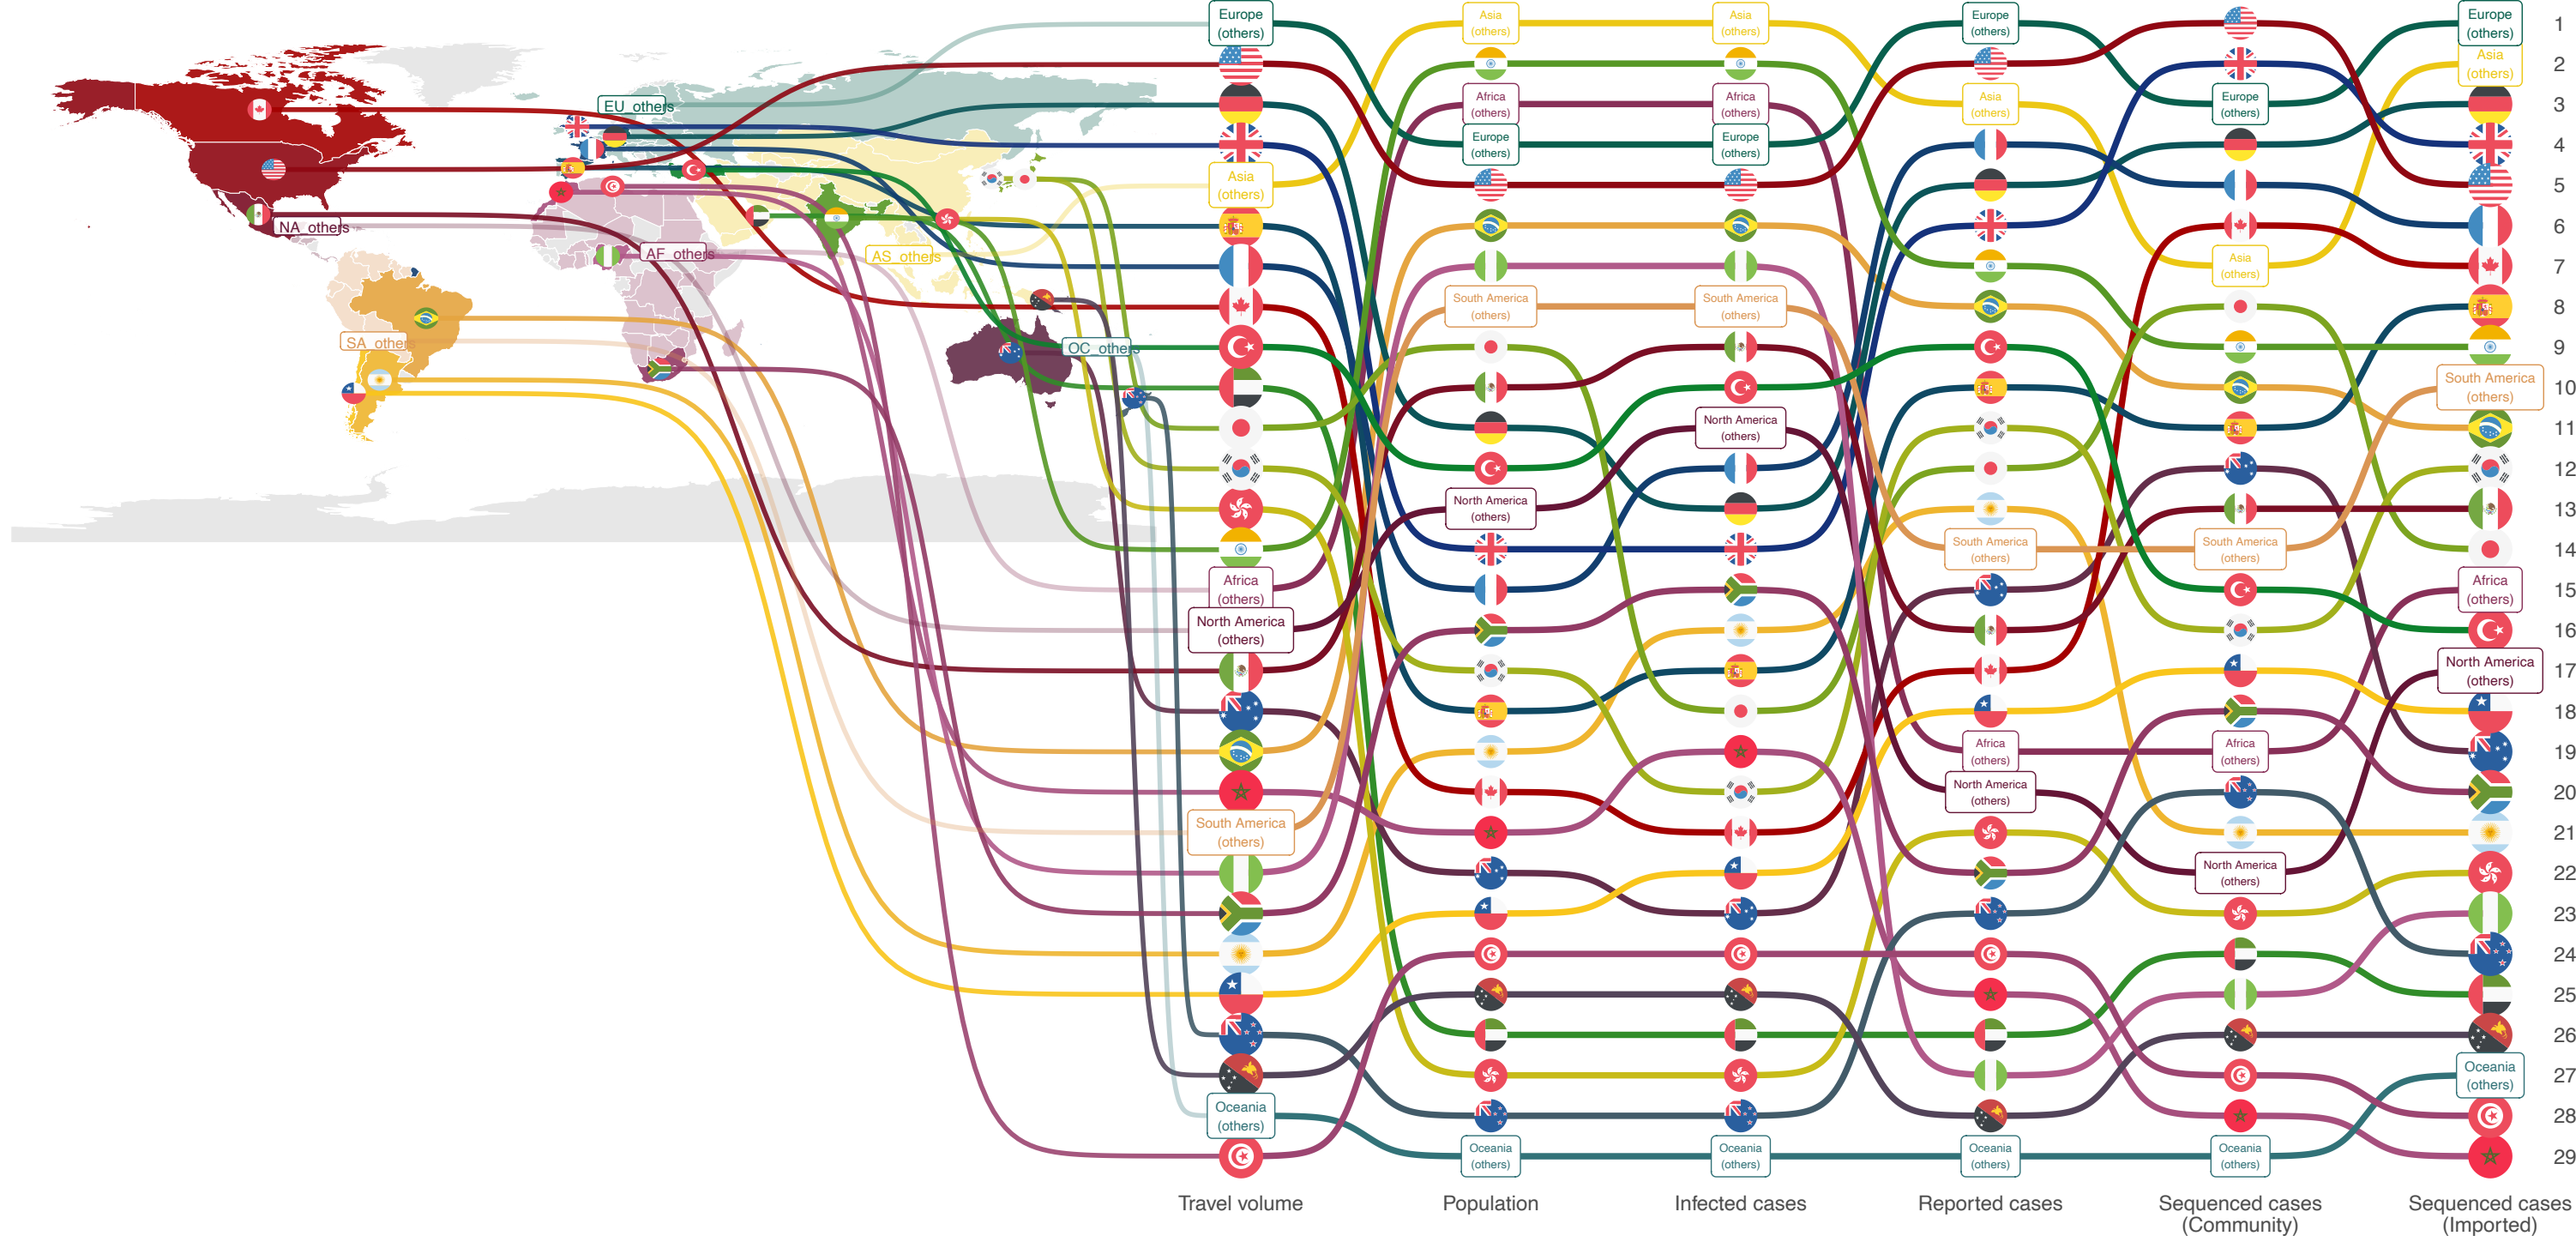 EU_others
NA_others
AF_others
AS_others
SA_others
OC_others
Europe
(others)
Asia
(others)
Africa
(others)
North America
(others)
South America
(others)
Oceania
(others)
Travel volume
Asia
(others)
Africa
(others)
Europe
(others)
South America
(others)
North America
(others)
Oceania
(others)
Population
Asia
(others)
Africa
(others)
Europe
(others)
South America
(others)
North America
(others)
Oceania
(others)
Infected cases
Europe
(others)
Asia
(others)
South America
(others)
Africa
(others)
North America
(others)
Oceania
(others)
Reported cases
Europe
(others)
Asia
(others)
South America
(others)
Africa
(others)
North America
(others)
Oceania
(others)
Sequenced cases
(Community)
Europe
(others)
Asia
(others)
South America
(others)
Africa
(others)
North America
(others)
Oceania
(others)
Sequenced cases
(Imported)
1
2
3
4
5
6
7
8
9
10
11
12
13
14
15
16
17
18
19
20
21
22
23
24
25
26
27
28
29